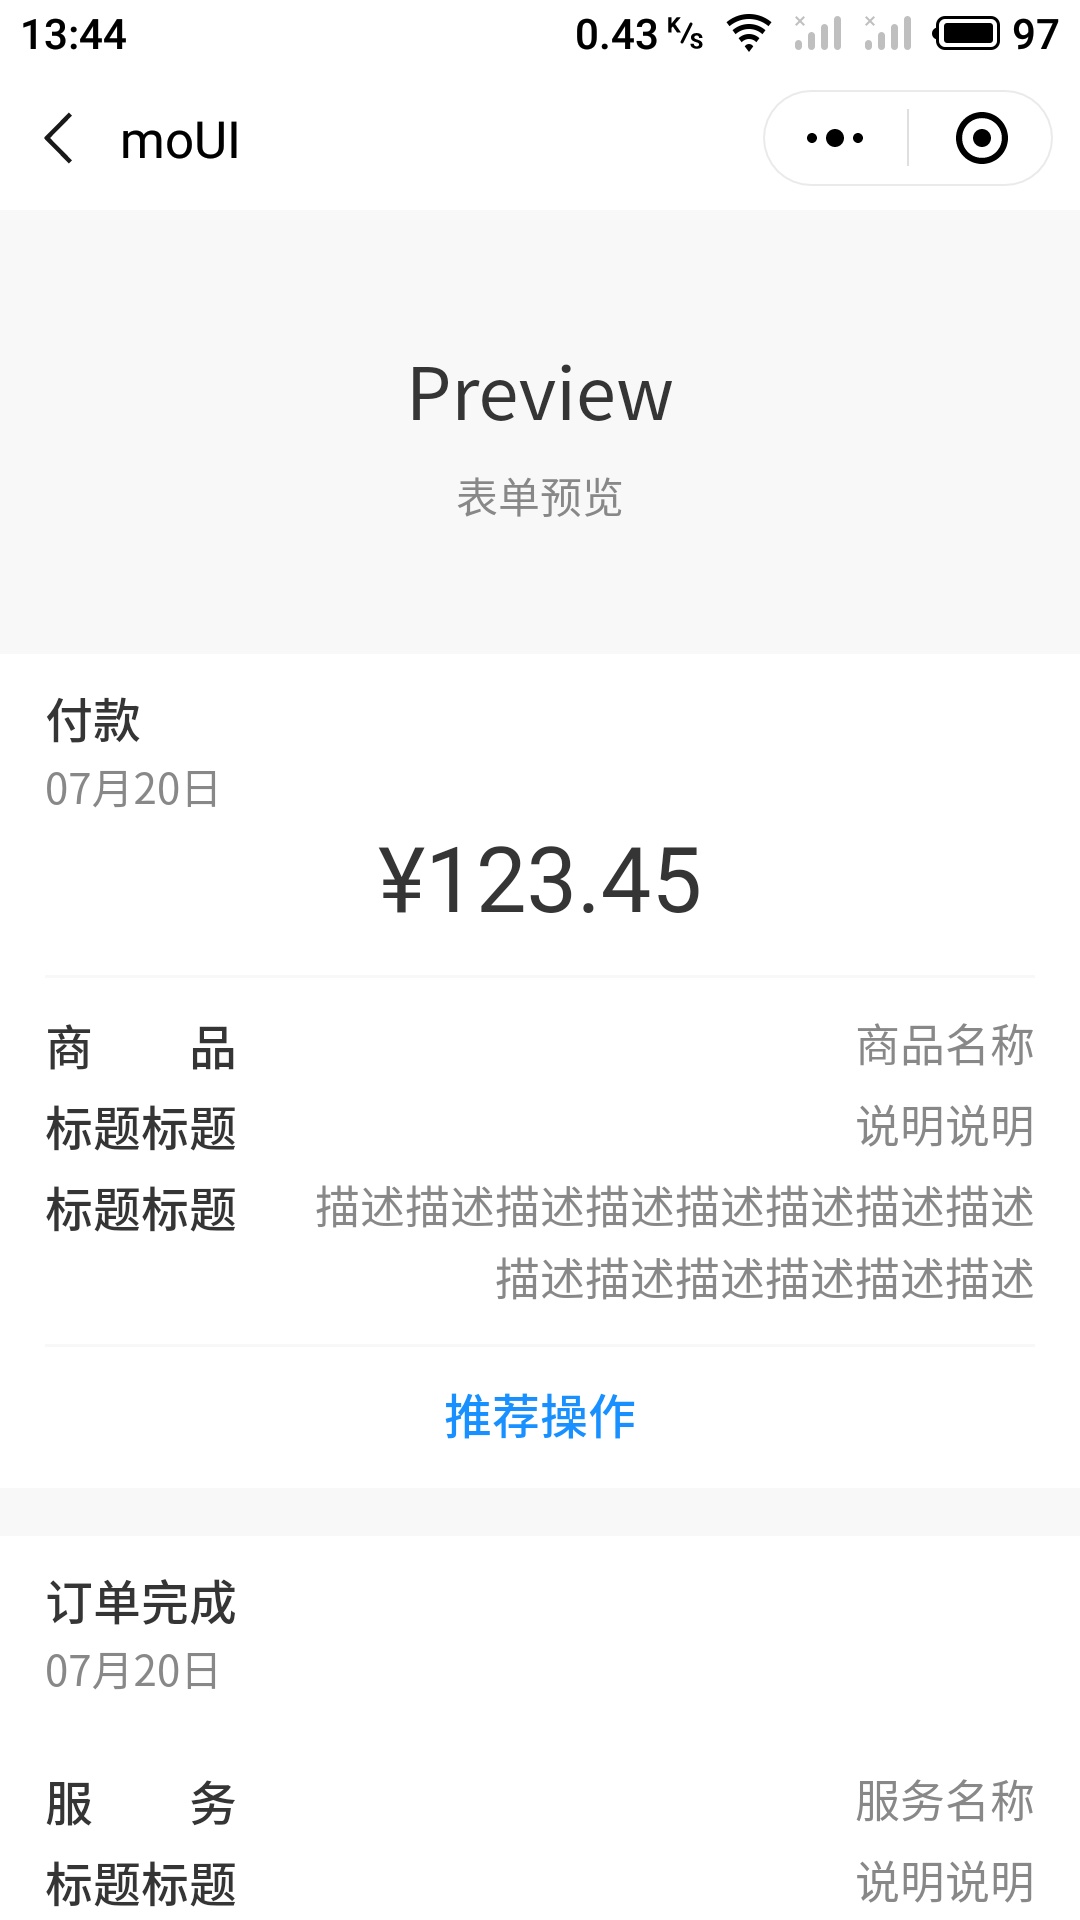 13:44 0.43 K/s 97
moUI
Preview
表单预览
付款
07月20日
¥123.45
商 品 商品名称
标题标题 说明说明
标题标题 描述描述描述描述描述描述描述描述
描述描述描述描述描述描述
推荐操作
订单完成
07月20日
服 务 服务名称
标题标题 说明说明